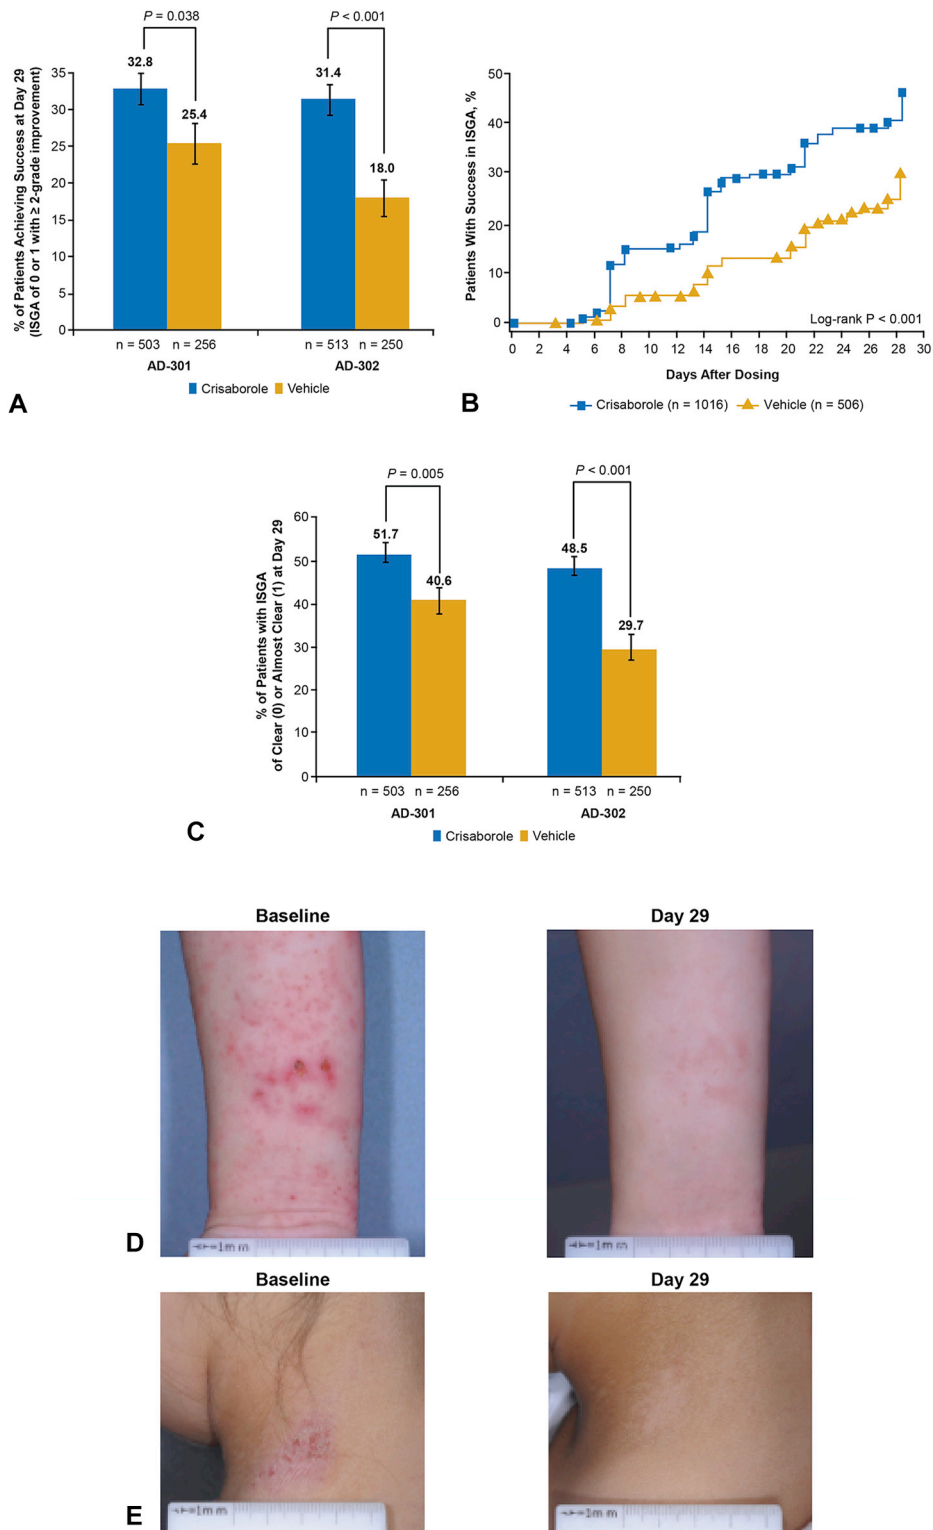 P = 0.038
P < 0.001
% of Patients Achieving Success at Day 29
(ISGA of 0 or 1 with ≥ 2-grade improvement)
35
30
25
20
15
10
5
0
32.8
25.4
31.4
18.0
n = 503 n = 256
n = 513 n = 250
AD-301
AD-302
Crisaborole Vehicle
A
Patients With Success in ISGA, %
50
40
30
20
10
0
Log-rank P < 0.001
0 2 4 6 8 10 12 14 16 18 20 22 24 26 28 30
Days After Dosing
Crisaborole (n = 1016) Vehicle (n = 506)
B
P = 0.005
P < 0.001
% of Patients with ISGA
of Clear (0) or Almost Clear (1) at Day 29
60
50
40
30
20
10
0
51.7
40.6
48.5
29.7
n = 503 n = 256
n = 513 n = 250
AD-301
AD-302
Crisaborole Vehicle
C
Baseline
Day 29
=1mm
=1mm
D
Baseline
Day 29
=1mm
=1mm
E